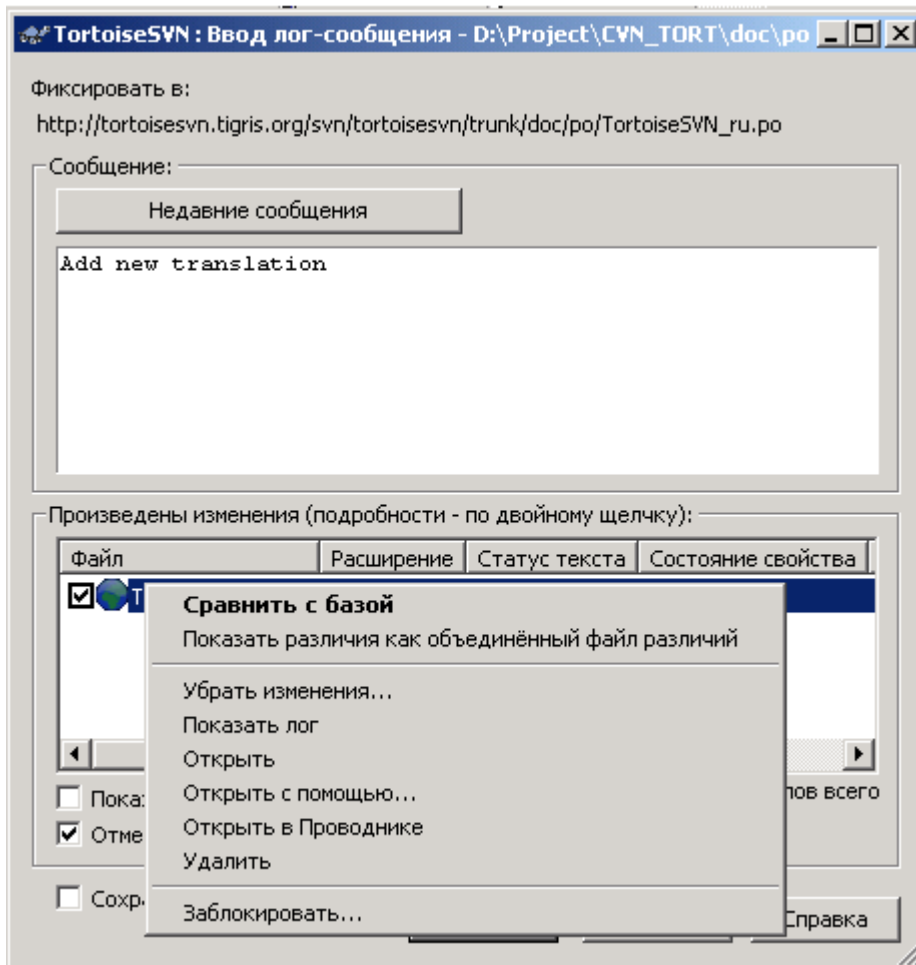 TortoiseSVN : Ввод лог-сообщения - D:\Project\CVN_TORT\doc\po
Фиксировать в:
http://tortoisesvn.tigris.org/svn/tortoisesvn/trunk/doc/po/TortoiseSVN_ru.po
Сообщение:
Недавние сообщения
Add new translation
Произведены изменения (подробности - по двойному щелчку):
Файл Расширение Статус текста Состояние свойства
Сравнить с базой
Показать различия как объединённый файл различий
Убрать изменения...
Показать лог
Открыть
Открыть с помощью...
всего
Открыть в Проводнике
Удалить
Заблокировать...
Справка